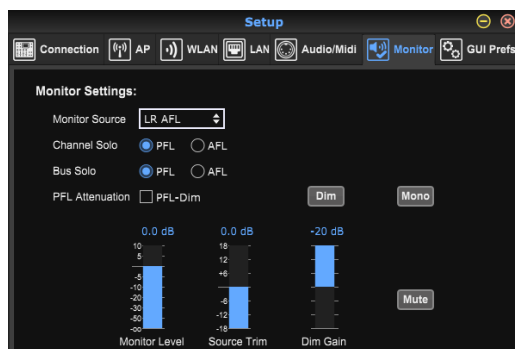 Setup
Connection AP WLAN LAN Audio/Midi Monitor GUI Prefs
Monitor Settings:
Monitor Source LR AFL
Channel Solo PFL AFL
Bus Solo PFL AFL
PFL Attenuation PFL-Dim Dim Mono
0.0 dB 0.0 dB -20 dB
10 18
5 12
+6
-5
-10 -6
-20
-30 -12
-50
-oo -18
Mute
Monitor Level Source Trim Dim Gain